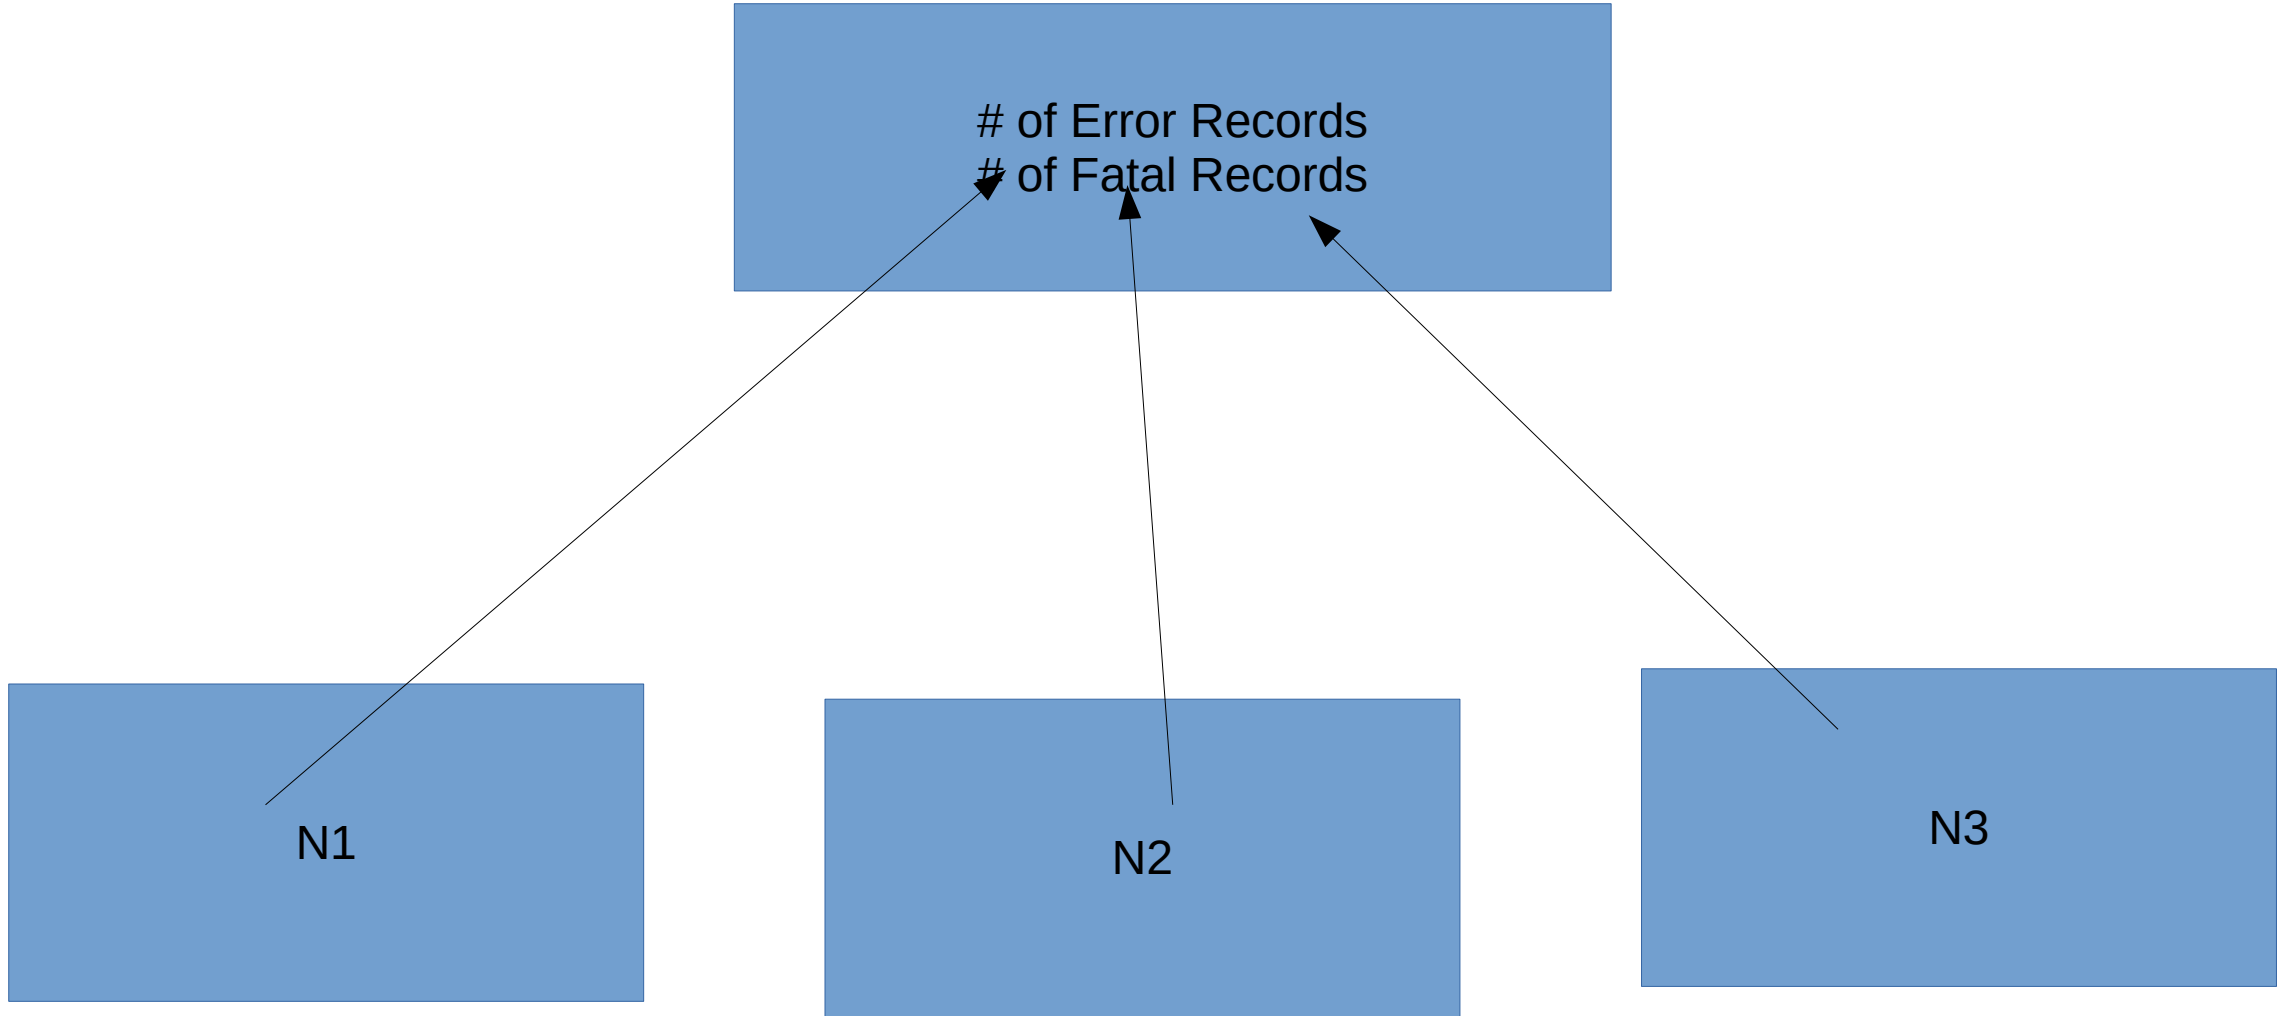 # of Error Records
# of Fatal Records
N1
N2
N3